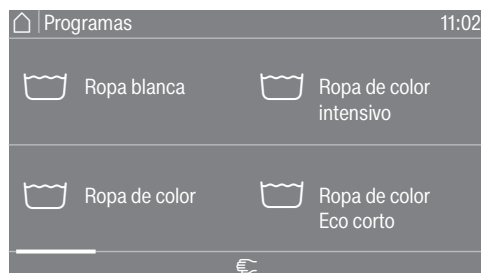 Programas 11:02
Ropa blanca
Ropa de color
intensivo
Ropa de color
Ropa de color
Eco corto